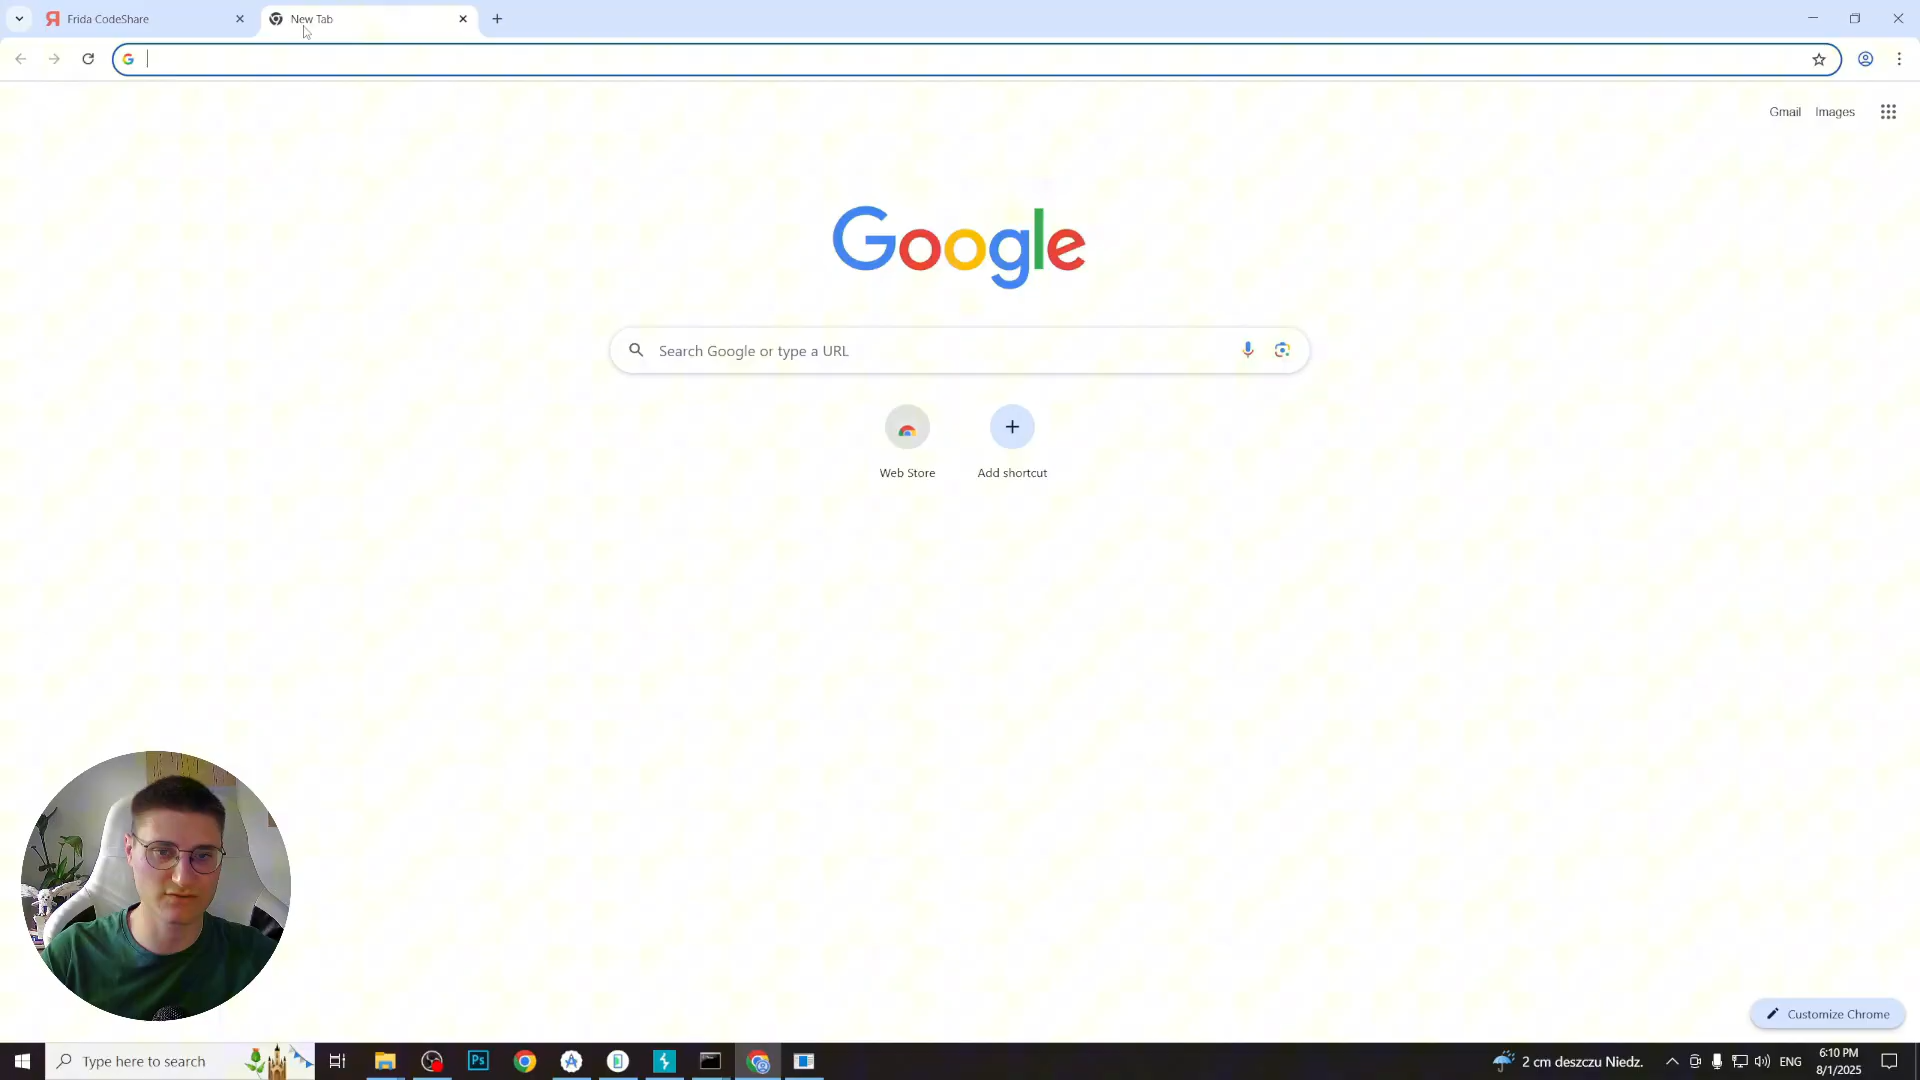 Frida CodeShare
New Tab
Gmail
Images
Google
Search Google or type a URL
Web Store
Add shortcut
Customize Chrome
Type here to search
Ps
2 cm deszczu Niedz.
ENG
6:10 PM
8/1/2025